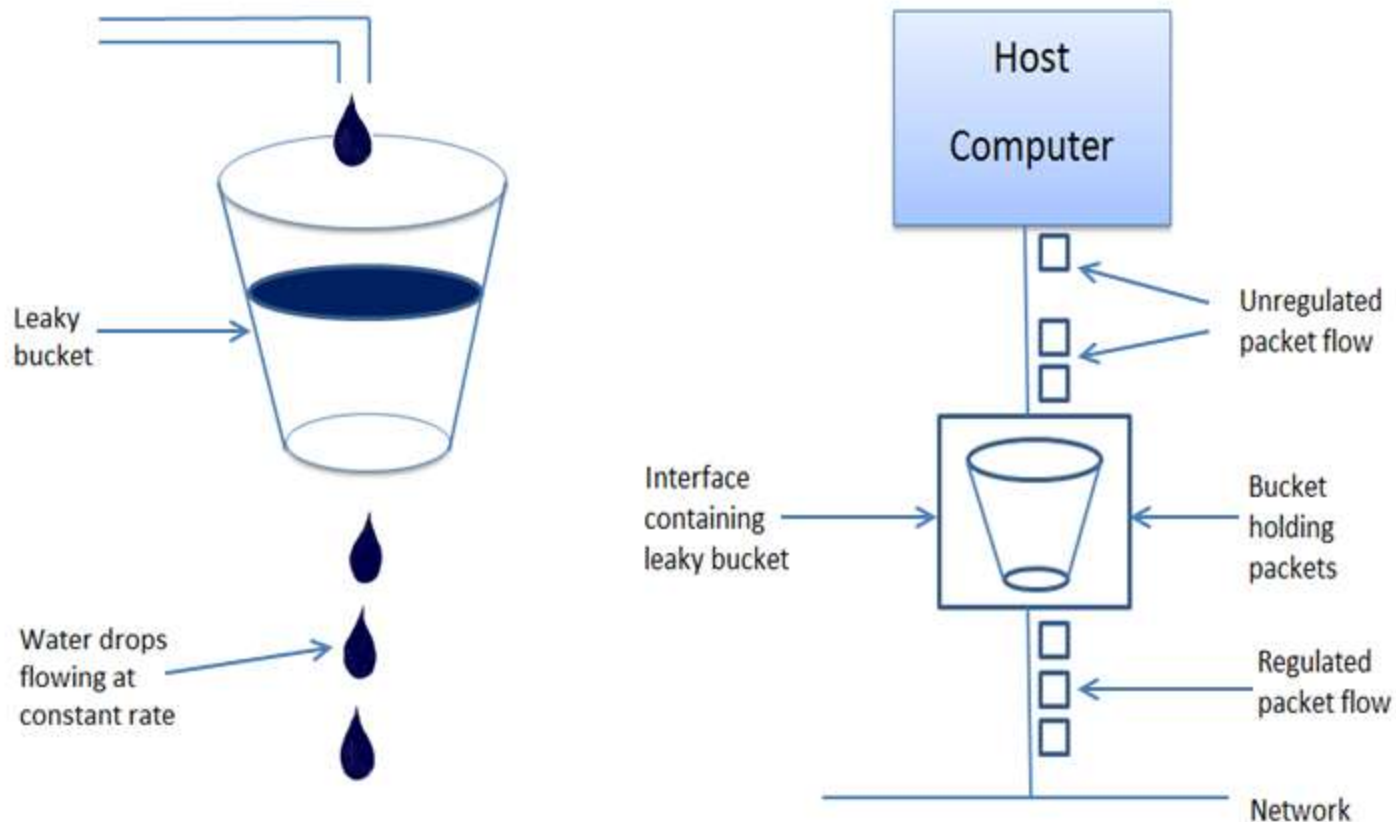 Host
Computer
Leaky
bucket
Unregulated
packet flow
Interface
containing
leaky bucket
Bucket
holding
packets
Water drops
flowing at
constant rate
Regulated
packet flow
Network